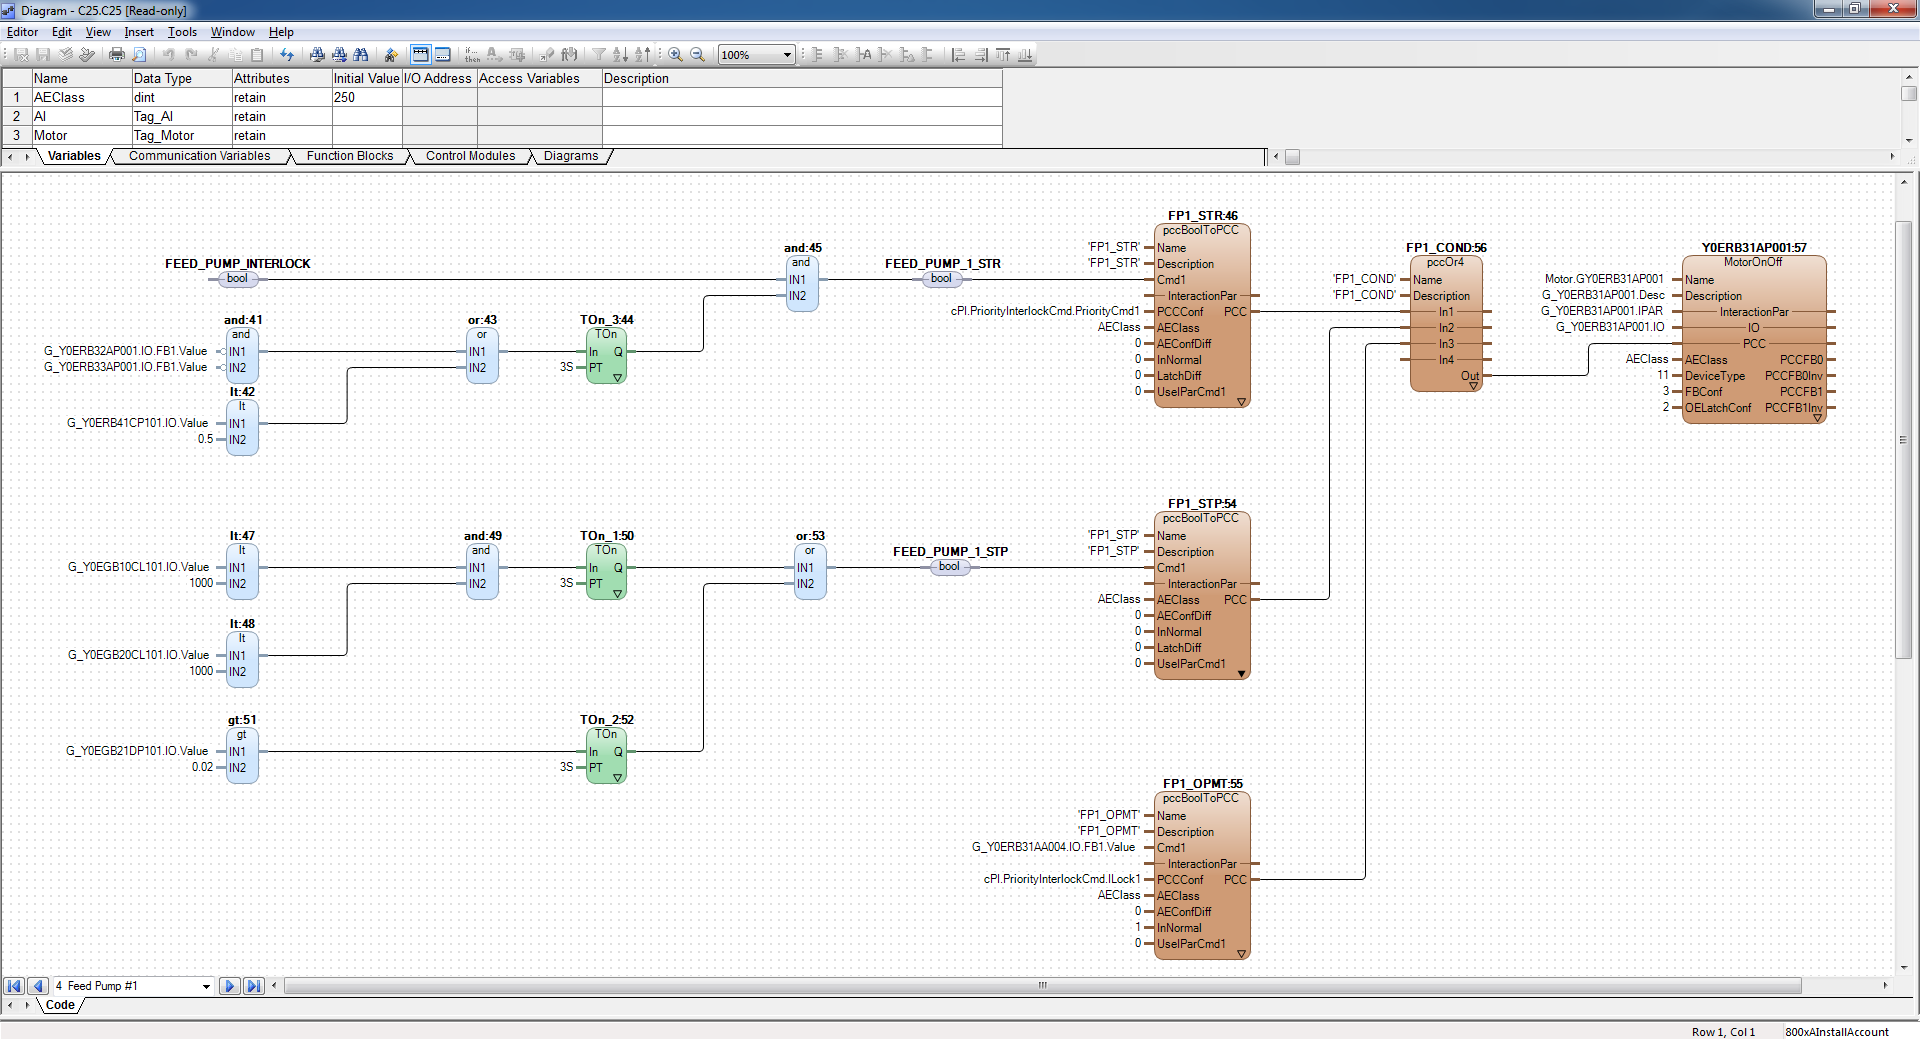 Diagram - C25.C25 [Read-only]
Editor Edit View Insert Tools Window Help
if...
then
100%
Name Data Type Attributes Initial Value I/O Address Access Variables Description
1 AEClass dint retain 250
2 AI Tag_AI retain
3 Motor Tag_Motor retain
Variables Communication Variables Function Blocks Control Modules Diagrams
FEED_PUMP_INTERLOCK
bool
and:45
and
IN1
IN2
FEED_PUMP_1_STR
bool
and:41
and
G_Y0ERB32AP001.IO.FB1.Value IN1
G_Y0ERB33AP001.IO.FB1.Value IN2
lt:42
lt
G_Y0ERB41CP101.IO.Value IN1
0.5 IN2
or:43
or
IN1
IN2
TOn_3:44
TOn
In Q
3S PT
FP1_STR:46
pccBoolToPCC
'FP1_STR' Name
'FP1_STR' Description
Cmd1
InteractionPar
cPI.PriorityInterlockCmd.PriorityCmd1 PCCConf PCC
AEClass AEClass
0 AEConfDiff
0 InNormal
0 LatchDiff
0 UseIParCmd1
FP1_COND:56
pccOr4
'FP1_COND' Name
'FP1_COND' Description
In1
In2
In3
In4
Out
Y0ERB31AP001:57
MotorOnOff
Motor.GY0ERB31AP001 Name
G_Y0ERB31AP001.Desc Description
G_Y0ERB31AP001.IPAR InteractionPar
G_Y0ERB31AP001.IO IO
PCC
AEClass AEClass PCCFB0
11 DeviceType PCCFB0Inv
3 FBConf PCCFB1
2 OELatchConf PCCFB1Inv
lt:47
lt
G_Y0EGB10CL101.IO.Value IN1
1000 IN2
lt:48
lt
G_Y0EGB20CL101.IO.Value IN1
1000 IN2
and:49
and
IN1
IN2
TOn_1:50
TOn
In Q
3S PT
or:53
or
IN1
IN2
FEED_PUMP_1_STP
bool
FP1_STP:54
pccBoolToPCC
'FP1_STP' Name
'FP1_STP' Description
Cmd1
InteractionPar
AEClass AEClass PCC
0 AEConfDiff
0 InNormal
0 LatchDiff
0 UseIParCmd1
gt:51
gt
G_Y0EGB21DP101.IO.Value IN1
0.02 IN2
TOn_2:52
TOn
In Q
3S PT
FP1_OPMT:55
pccBoolToPCC
'FP1_OPMT' Name
'FP1_OPMT' Description
G_Y0ERB31AA004.IO.FB1.Value Cmd1
InteractionPar
cPI.PriorityInterlockCmd.ILock1 PCCConf PCC
AEClass AEClass
0 AEConfDiff
1 InNormal
0 UseIParCmd1
4 Feed Pump #1
Code
Row 1, Col 1 800xAInstallAccount